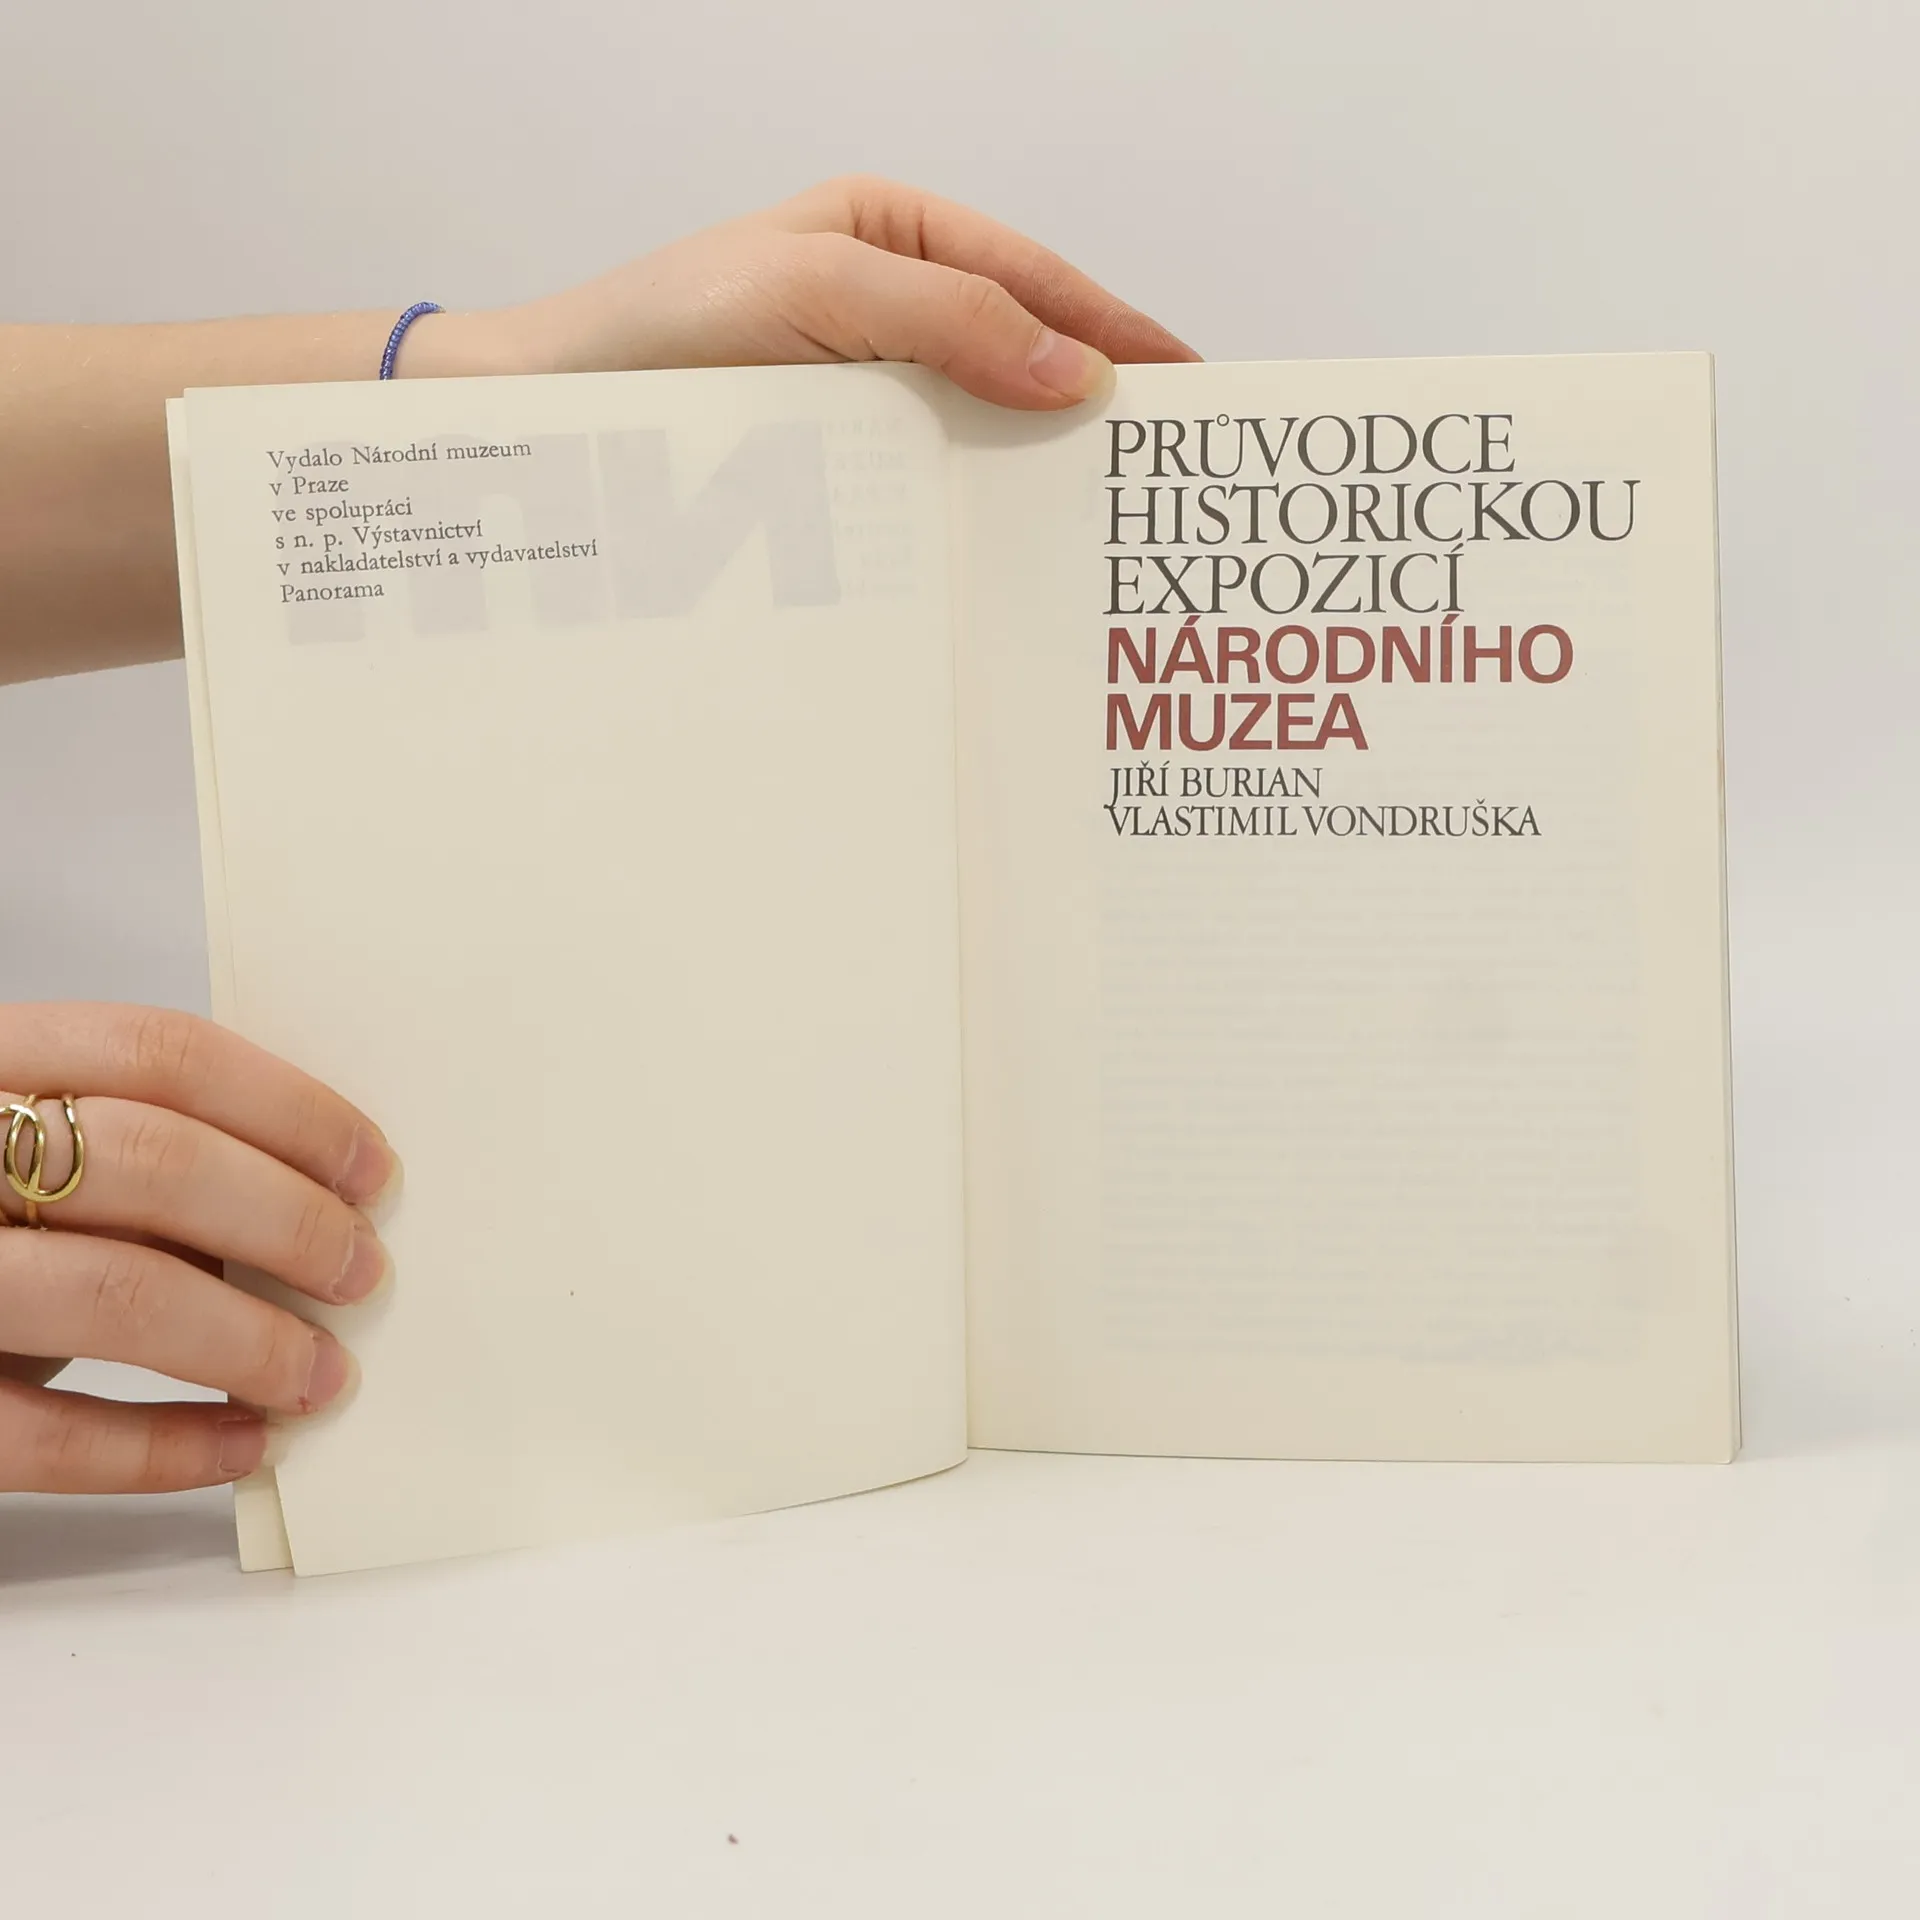 Vydalo Národní muzeum
v Praze
ve spolupráci
s n. p. Výstavnictví
v nakladatelství a vydavatelství
Panorama
PRŮVODCE
HISTORICKOU
EXPOZICÍ
NÁRODNÍHO
MUZEA
JIŘÍ BURIAN
VLASTIMIL VONDRUŠKA